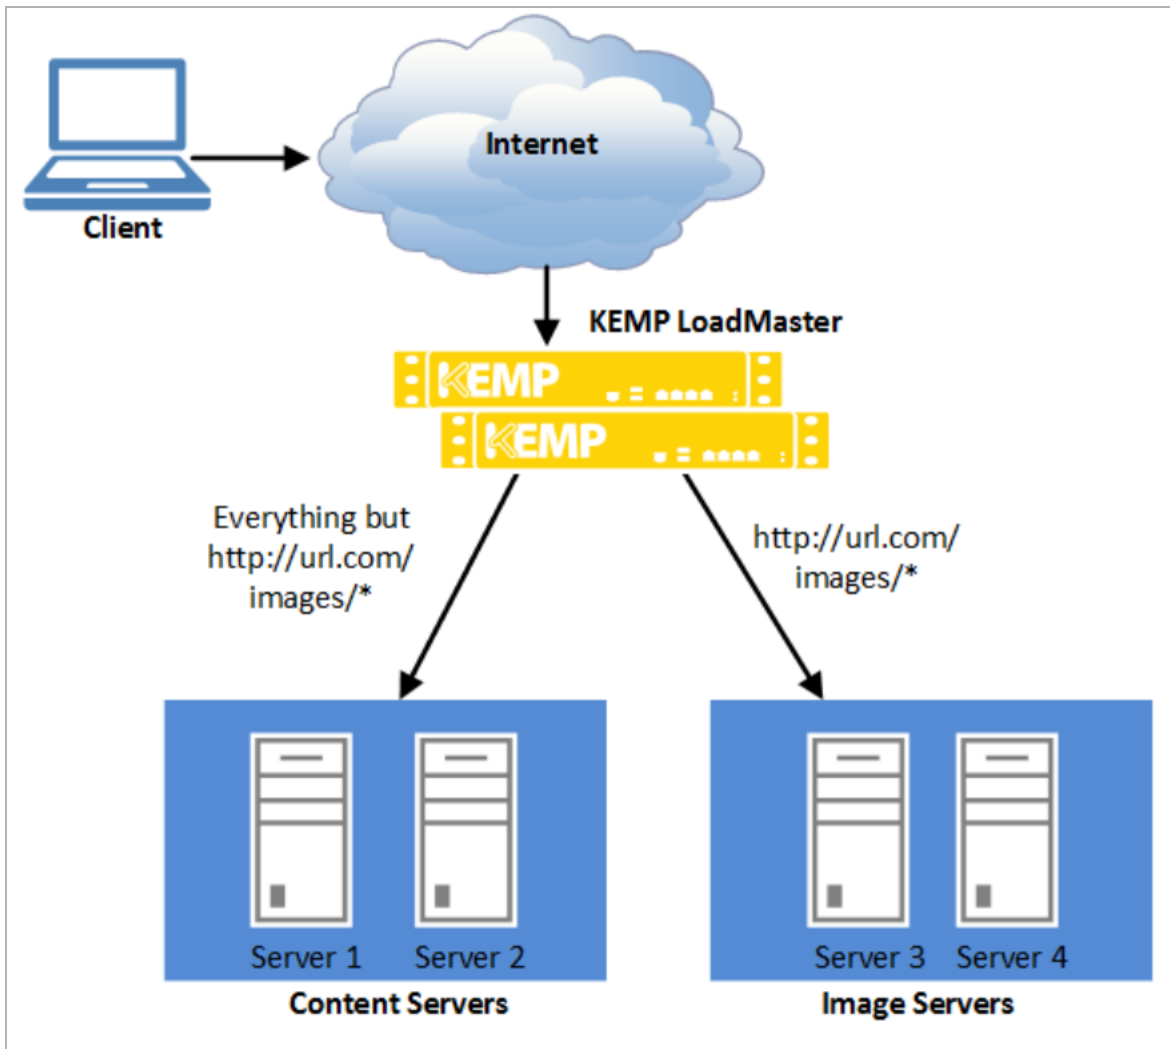 Internet
Client
KEMP LoadMaster
KEMP
KEMP
Everything but
http://url.com/
images/*
http://url.com/
images/*
Server 1
Server 2
Content Servers
Server 3
Server 4
Image Servers